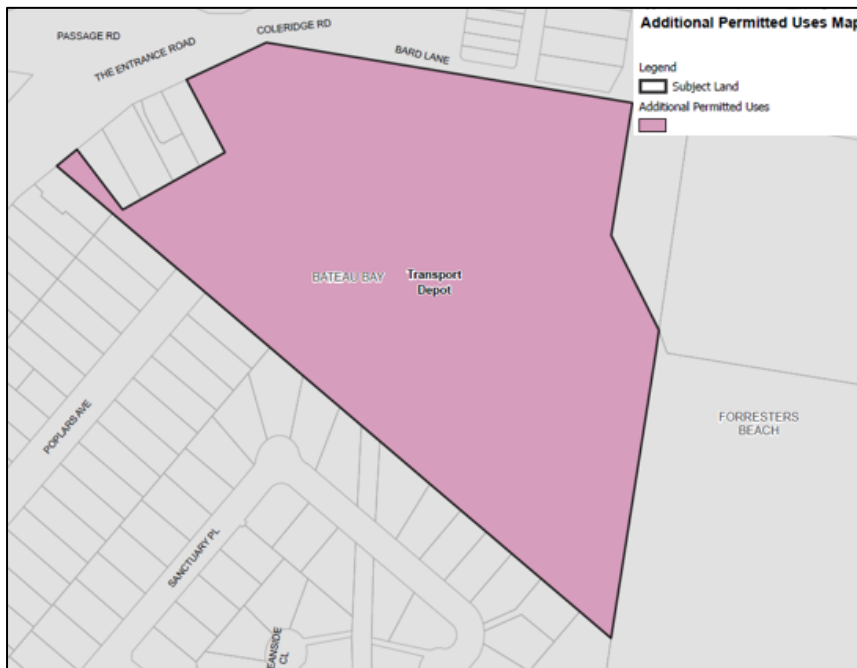 Additional Permitted Uses Map
Legend
Subject Land
Additional Permitted Uses
PASSAGE RD
THE ENTRANCE ROAD
COLERIDGE RD
BARD LANE
BATEAU BAY
Transport
Depot
FORRESTERS
BEACH
POPLARS AVE
SANCTUARY PL
CL